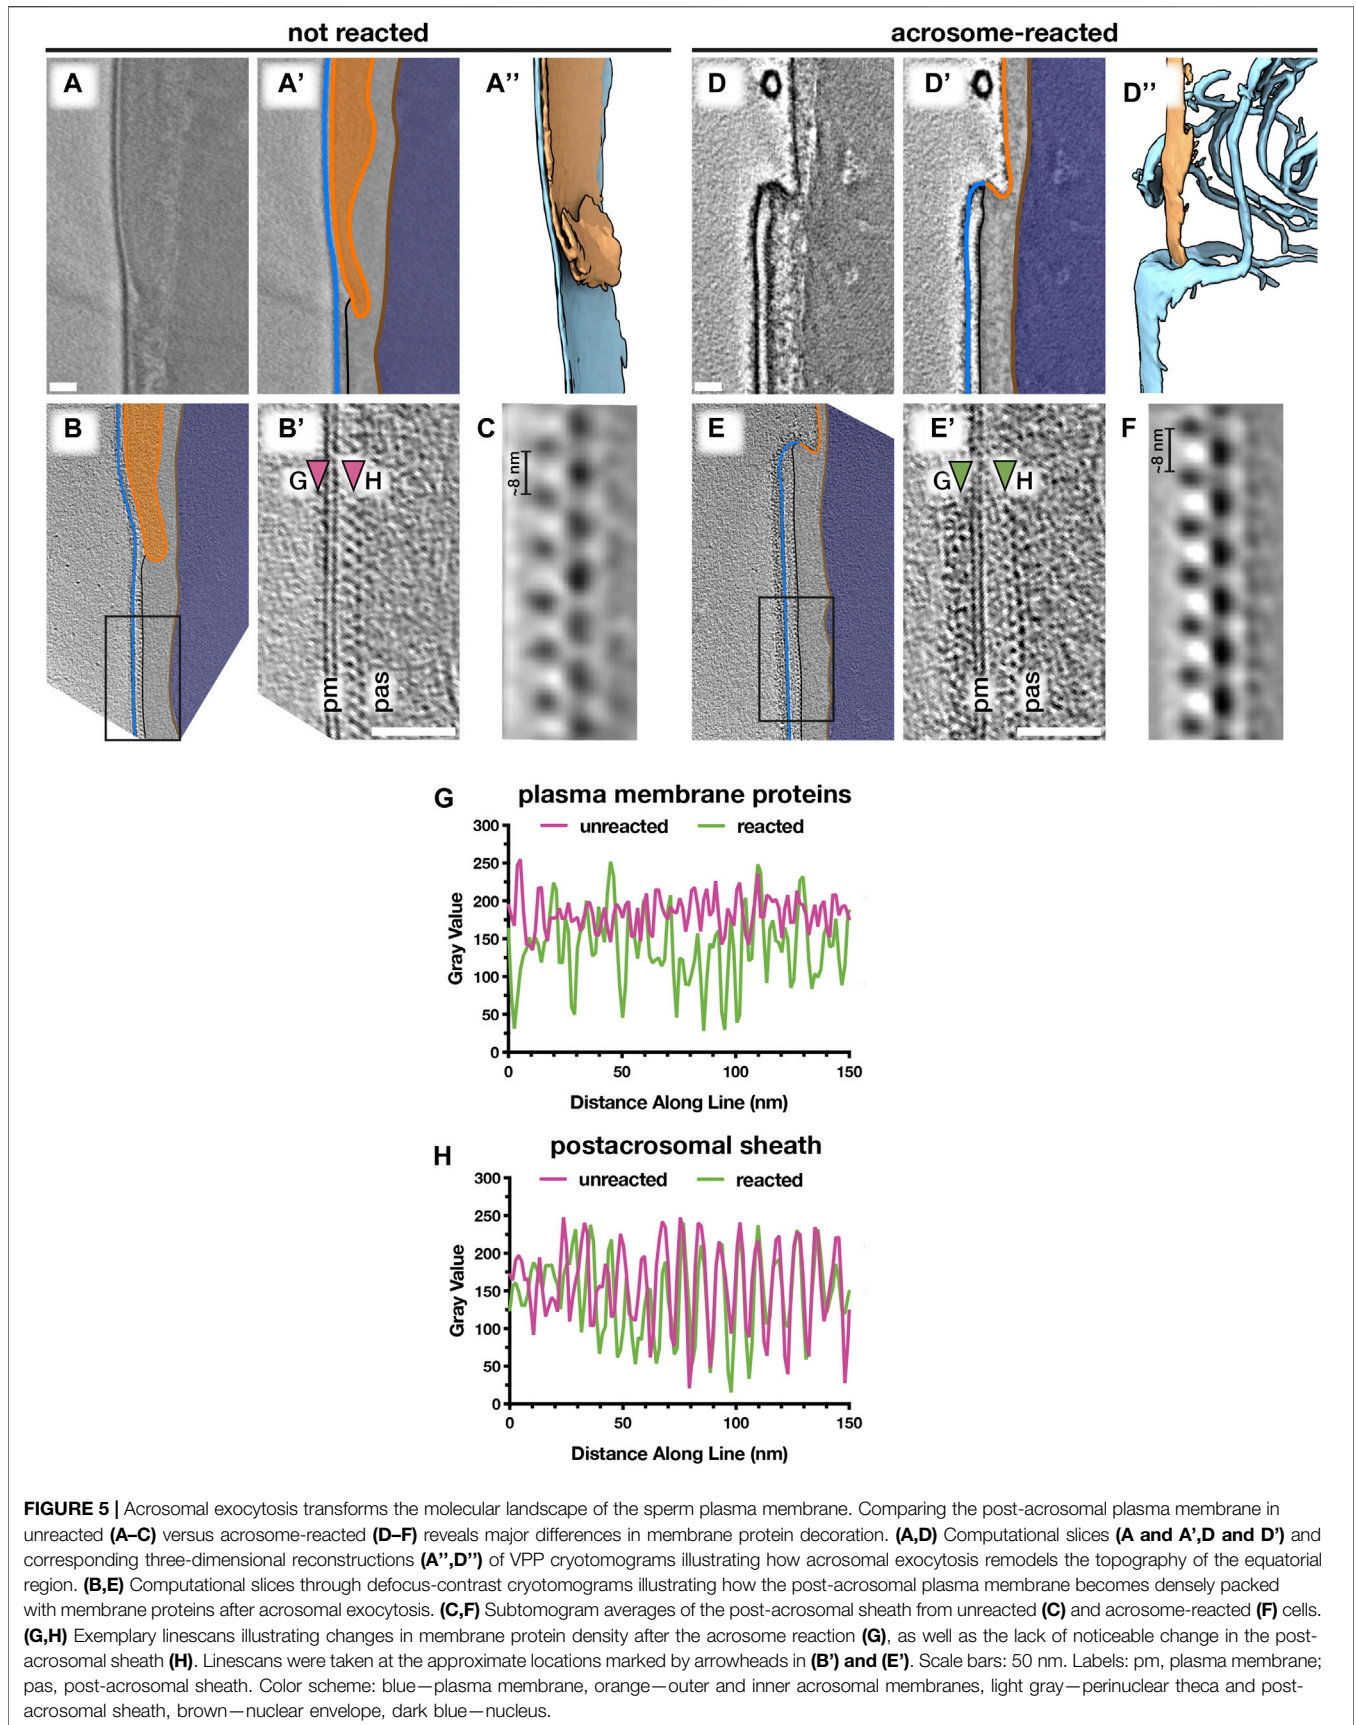 not reacted
acrosome-reacted
A
A’
A’’
D
D’
D’’
B
B’
G
H
pm
pas
C
~8 nm
E
E’
G
H
pm
pas
F
~8 nm
G
plasma membrane proteins
unreacted
reacted
300
250
200
150
100
50
0
Gray Value
0
50
100
150
Distance Along Line (nm)
H
postacrosomal sheath
unreacted
reacted
300
250
200
150
100
50
0
Gray Value
0
50
100
150
Distance Along Line (nm)
FIGURE 5 | Acrosomal exocytosis transforms the molecular landscape of the sperm plasma membrane. Comparing the post-acrosomal plasma membrane in
unreacted (A–C) versus acrosome-reacted (D–F) reveals major differences in membrane protein decoration. (A,D) Computational slices (A and A’,D and D’) and
corresponding three-dimensional reconstructions (A’’,D’’) of VPP cryotomograms illustrating how acrosomal exocytosis remodels the topography of the equatorial
region. (B,E) Computational slices through defocus-contrast cryotomograms illustrating how the post-acrosomal plasma membrane becomes densely packed
with membrane proteins after acrosomal exocytosis. (C,F) Subtomogram averages of the post-acrosomal sheath from unreacted (C) and acrosome-reacted (F) cells.
(G,H) Exemplary linescans illustrating changes in membrane protein density after the acrosome reaction (G), as well as the lack of noticeable change in the post-
acrosomal sheath (H). Linescans were taken at the approximate locations marked by arrowheads in (B’) and (E’). Scale bars: 50 nm. Labels: pm, plasma membrane;
pas, post-acrosomal sheath. Color scheme: blue—plasma membrane, orange—outer and inner acrosomal membranes, light gray—perinuclear theca and post-
acrosomal sheath, brown—nuclear envelope, dark blue—nucleus.